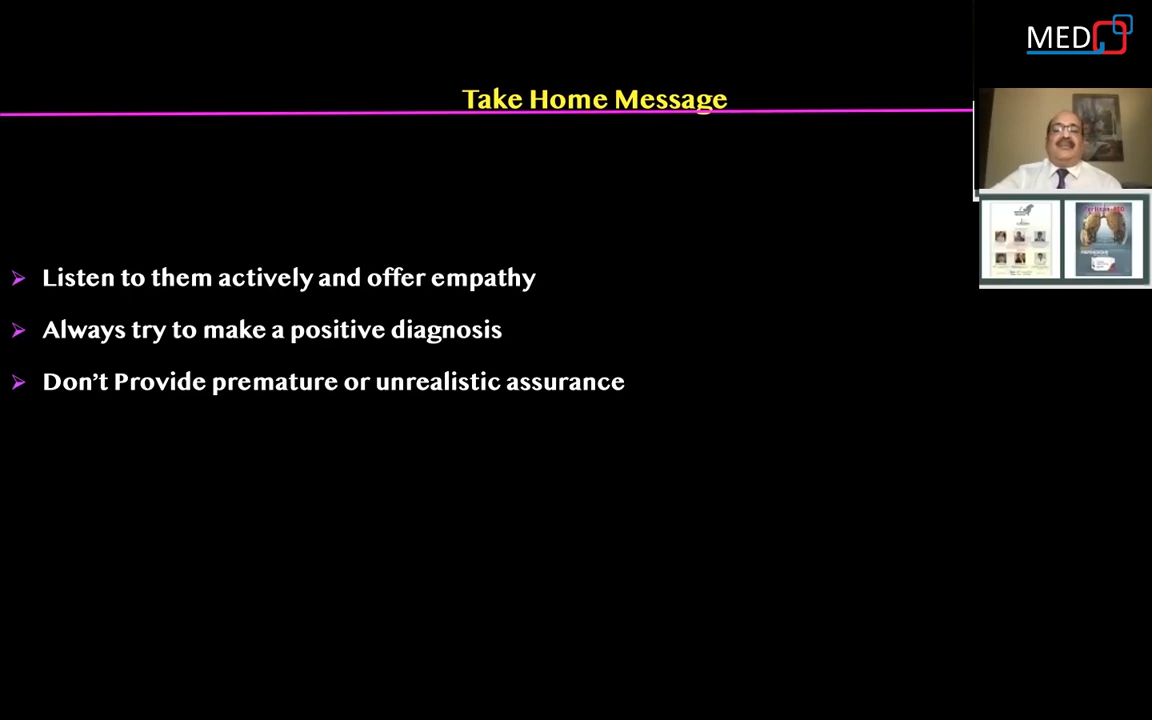 MED
Take Home Message
Listen to them actively and offer empathy
Always try to make a positive diagnosis
Don’t Provide premature or unrealistic assurance